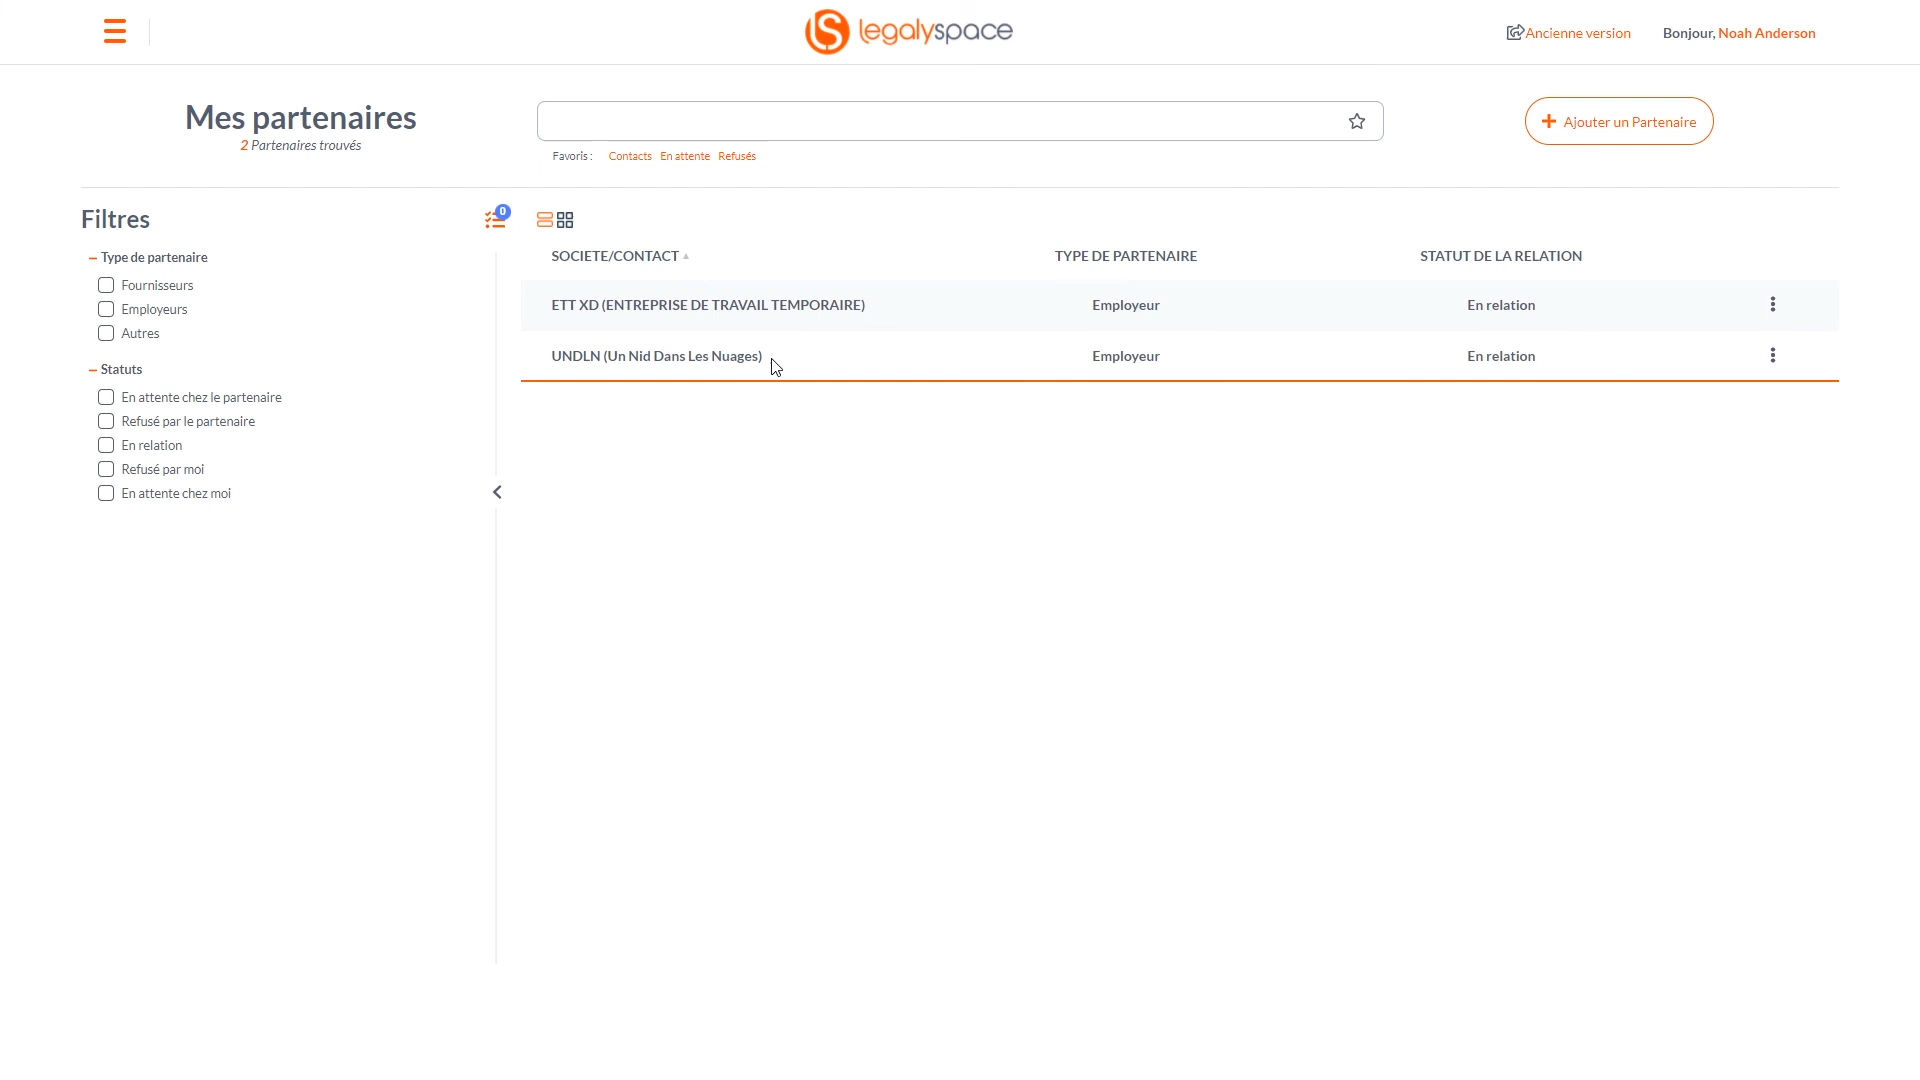 legalyspace
Ancienne version
Bonjour, Noah Anderson
Mes partenaires
2 Partenaires trouvés
Favoris : Contacts En attente Refusés
Ajouter un Partenaire
Filtres
0
Type de partenaire
Fournisseurs
Employeurs
Autres
Statuts
En attente chez le partenaire
Refusé par le partenaire
En relation
Refusé par moi
En attente chez moi
SOCIETE/CONTACT TYPE DE PARTENAIRE STATUT DE LA RELATION
ETT XD (ENTREPRISE DE TRAVAIL TEMPORAIRE) Employeur En relation
UNDLN (Un Nid Dans Les Nuages) Employeur En relation